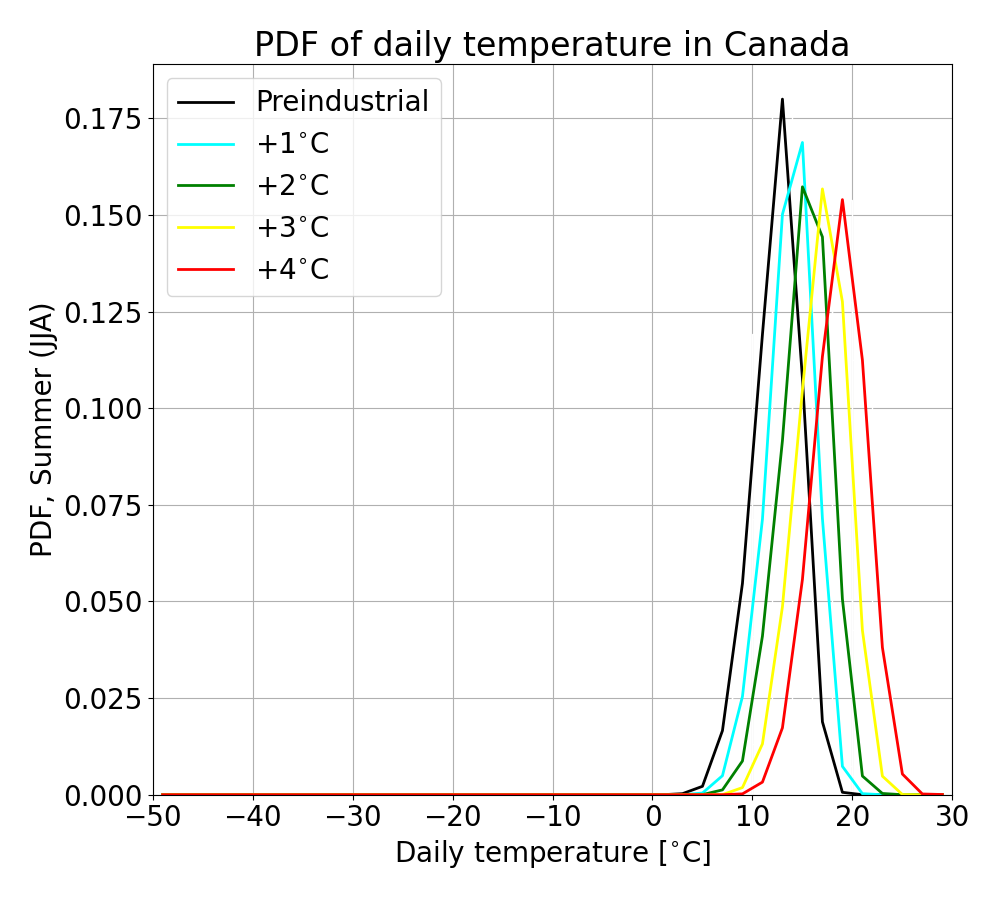 PDF of daily temperature in Canada
Preindustrial
+1°C
+2°C
+3°C
+4°C
PDF, Summer (JJA)
0.175
0.150
0.125
0.100
0.075
0.050
0.025
0.000
−50 −40 −30 −20 −10 0 10 20 30
Daily temperature [°C]